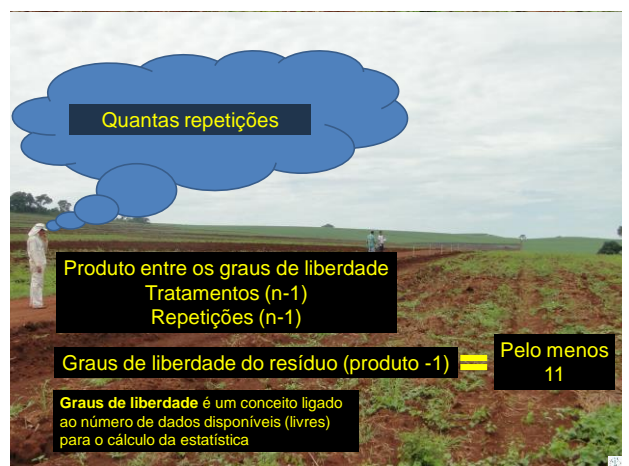 Quantas repetições
Produto entre os graus de liberdade
Tratamentos (n-1)
Repetições (n-1)
Graus de liberdade do resíduo (produto -1)
Pelo menos
11
Graus de liberdade é um conceito ligado
ao número de dados disponíveis (livres)
para o cálculo da estatística